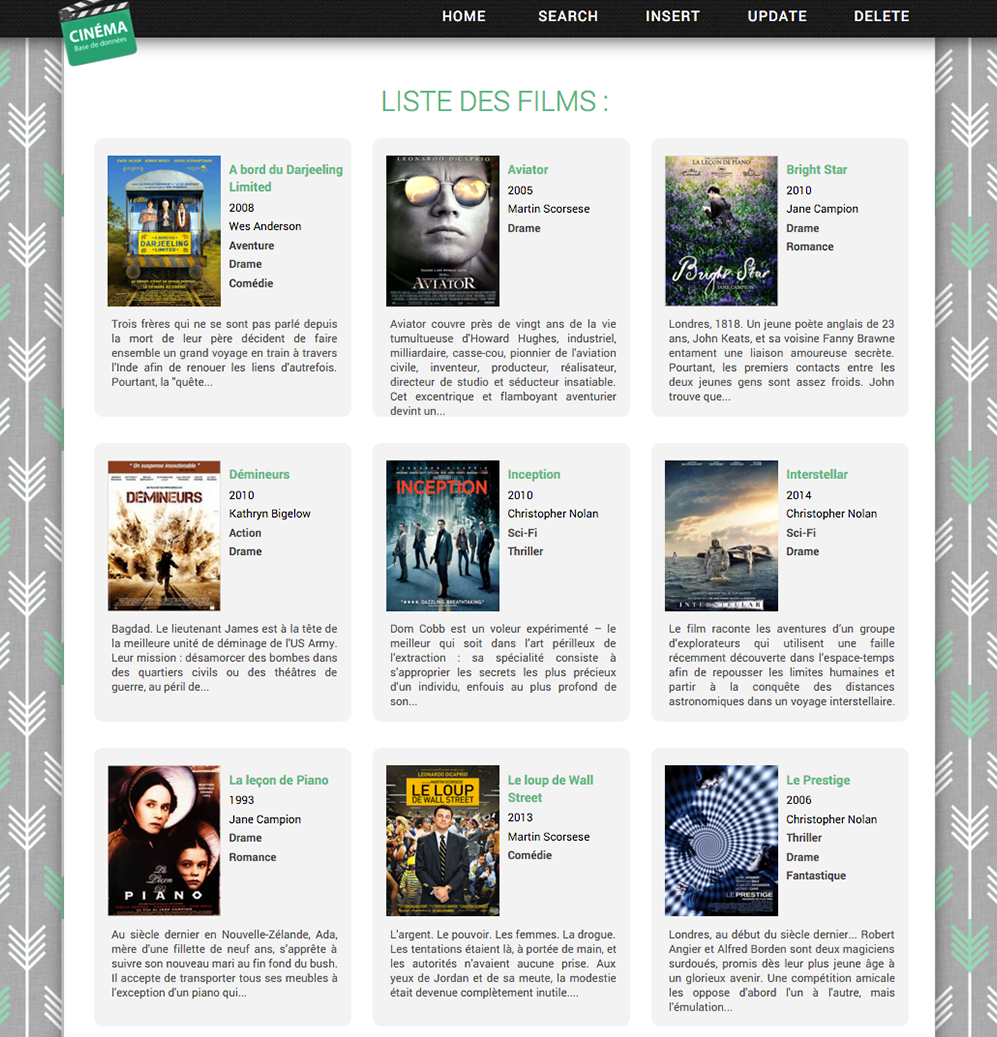 CINÉMA
Base de données
HOME
SEARCH
INSERT
UPDATE
DELETE
LISTE DES FILMS :
DARJEELING
LIMITED
A bord du Darjeeling
Limited
2008
Wes Anderson
Aventure
Drame
Comédie
Trois frères qui ne se sont pas parlé depuis
la mort de leur père décident de faire
ensemble un grand voyage en train à travers
l'Inde afin de renouer les liens d'autrefois.
Pourtant, la "quête...
LEONARDO DICAPRIO
AVIATOR
Aviator
2005
Martin Scorsese
Drame
Aviator couvre près de vingt ans de la vie
tumultueuse d'Howard Hughes, industriel,
milliardaire, casse-cou, pionnier de l'aviation
civile, inventeur, producteur, réalisateur,
directeur de studio et séducteur insatiable.
Cet excentrique et flamboyant aventurier
devint un...
LA LEÇON DE PIANO
Bright Star
JANE CAMPION
Bright Star
2010
Jane Campion
Drame
Romance
Londres, 1818. Un jeune poète anglais de 23
ans, John Keats, et sa voisine Fanny Brawne
entament une liaison amoureuse secrète.
Pourtant, les premiers contacts entre les
deux jeunes gens sont assez froids. John
trouve que...
" Un suspense insoutenable "
DÉMINEURS
Démineurs
2010
Kathryn Bigelow
Action
Drame
Bagdad. Le lieutenant James est à la tête de
la meilleure unité de déminage de l'US Army.
Leur mission : désamorcer des bombes dans
des quartiers civils ou des théâtres de
guerre, au péril de...
LEONARDO DICAPRIO
INCEPTION
DAZZLING, BREATHTAKING
Inception
2010
Christopher Nolan
Sci-Fi
Thriller
Dom Cobb est un voleur expérimenté – le
meilleur qui soit dans l'art périlleux de
l'extraction : sa spécialité consiste à
s'approprier les secrets les plus précieux
d'un individu, enfouis au plus profond de
son...
INTERSTELLAR
Interstellar
2014
Christopher Nolan
Sci-Fi
Drame
Le film raconte les aventures d'un groupe
d'explorateurs qui utilisent une faille
récemment découverte dans l'espace-temps
afin de repousser les limites humaines et
partir à la conquête des distances
astronomiques dans un voyage interstellaire.
La
Leçon
de
PIANO
La leçon de Piano
1993
Jane Campion
Drame
Romance
Au siècle dernier en Nouvelle-Zélande, Ada,
mère d'une fillette de neuf ans, s'apprête à
suivre son nouveau mari au fin fond du bush.
Il accepte de transporter tous ses meubles à
l'exception d'un piano qui...
LEONARDO DICAPRIO
LE LOUP
DE WALL STREET
Le loup de Wall
Street
2013
Martin Scorsese
Comédie
L'argent. Le pouvoir. Les femmes. La drogue.
Les tentations étaient là, à portée de main, et
les autorités n'avaient aucune prise. Aux
yeux de Jordan et de sa meute, la modestie
était devenue complètement inutile....
LE PRESTIGE
Le Prestige
2006
Christopher Nolan
Thriller
Drame
Fantastique
Londres, au début du siècle dernier... Robert
Angier et Alfred Borden sont deux magiciens
surdoués, promis dès leur plus jeune âge à
un glorieux avenir. Une compétition amicale
les oppose d'abord l'un à l'autre, mais
l'émulation...